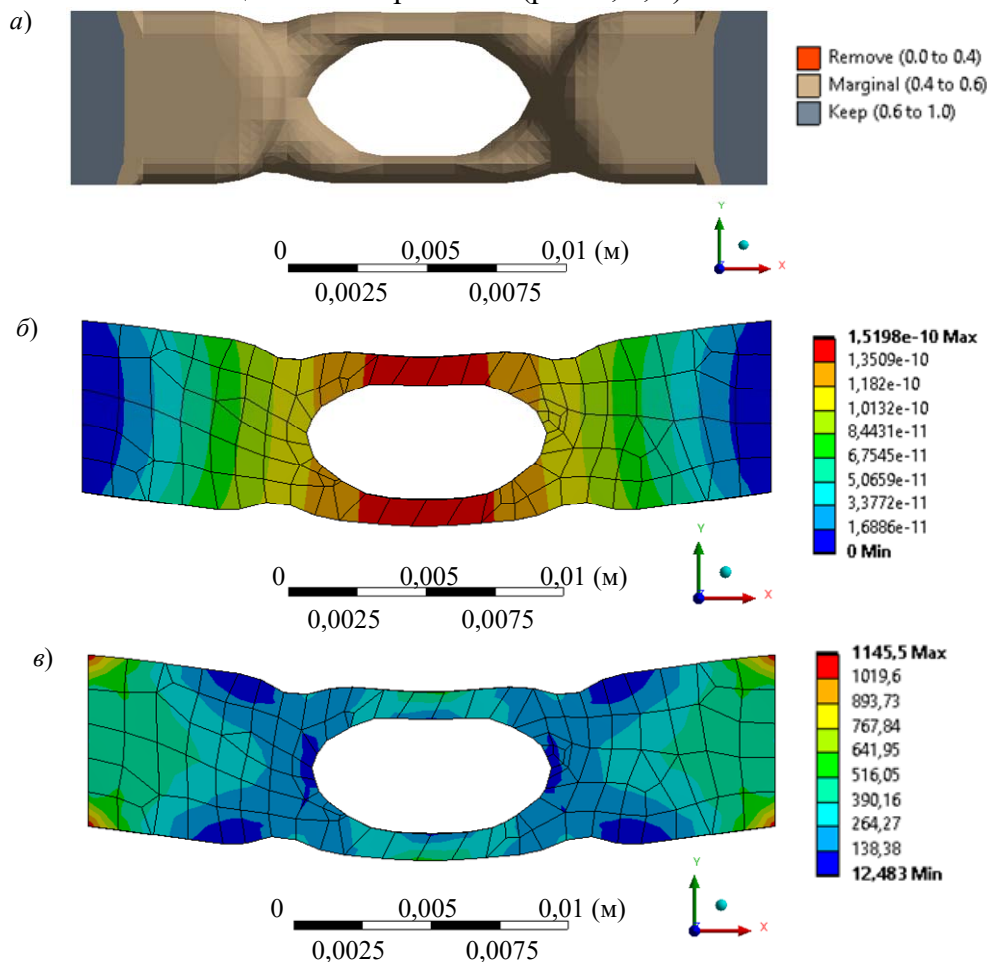 а)
Remove (0.0 to 0.4)
Marginal (0.4 to 0.6)
Keep (0.6 to 1.0)
Y
X
0 0,005 0,01 (м)
0,0025 0,0075
б)
1,5198e-10 Max
1,3509e-10
1,182e-10
1,0132e-10
8,4431e-11
6,7545e-11
5,0659e-11
3,3772e-11
1,6886e-11
0 Min
Y
X
0 0,005 0,01 (м)
0,0025 0,0075
в)
1145,5 Max
1019,6
893,73
767,84
641,95
516,05
390,16
264,27
138,38
12,483 Min
Y
X
0 0,005 0,01 (м)
0,0025 0,0075